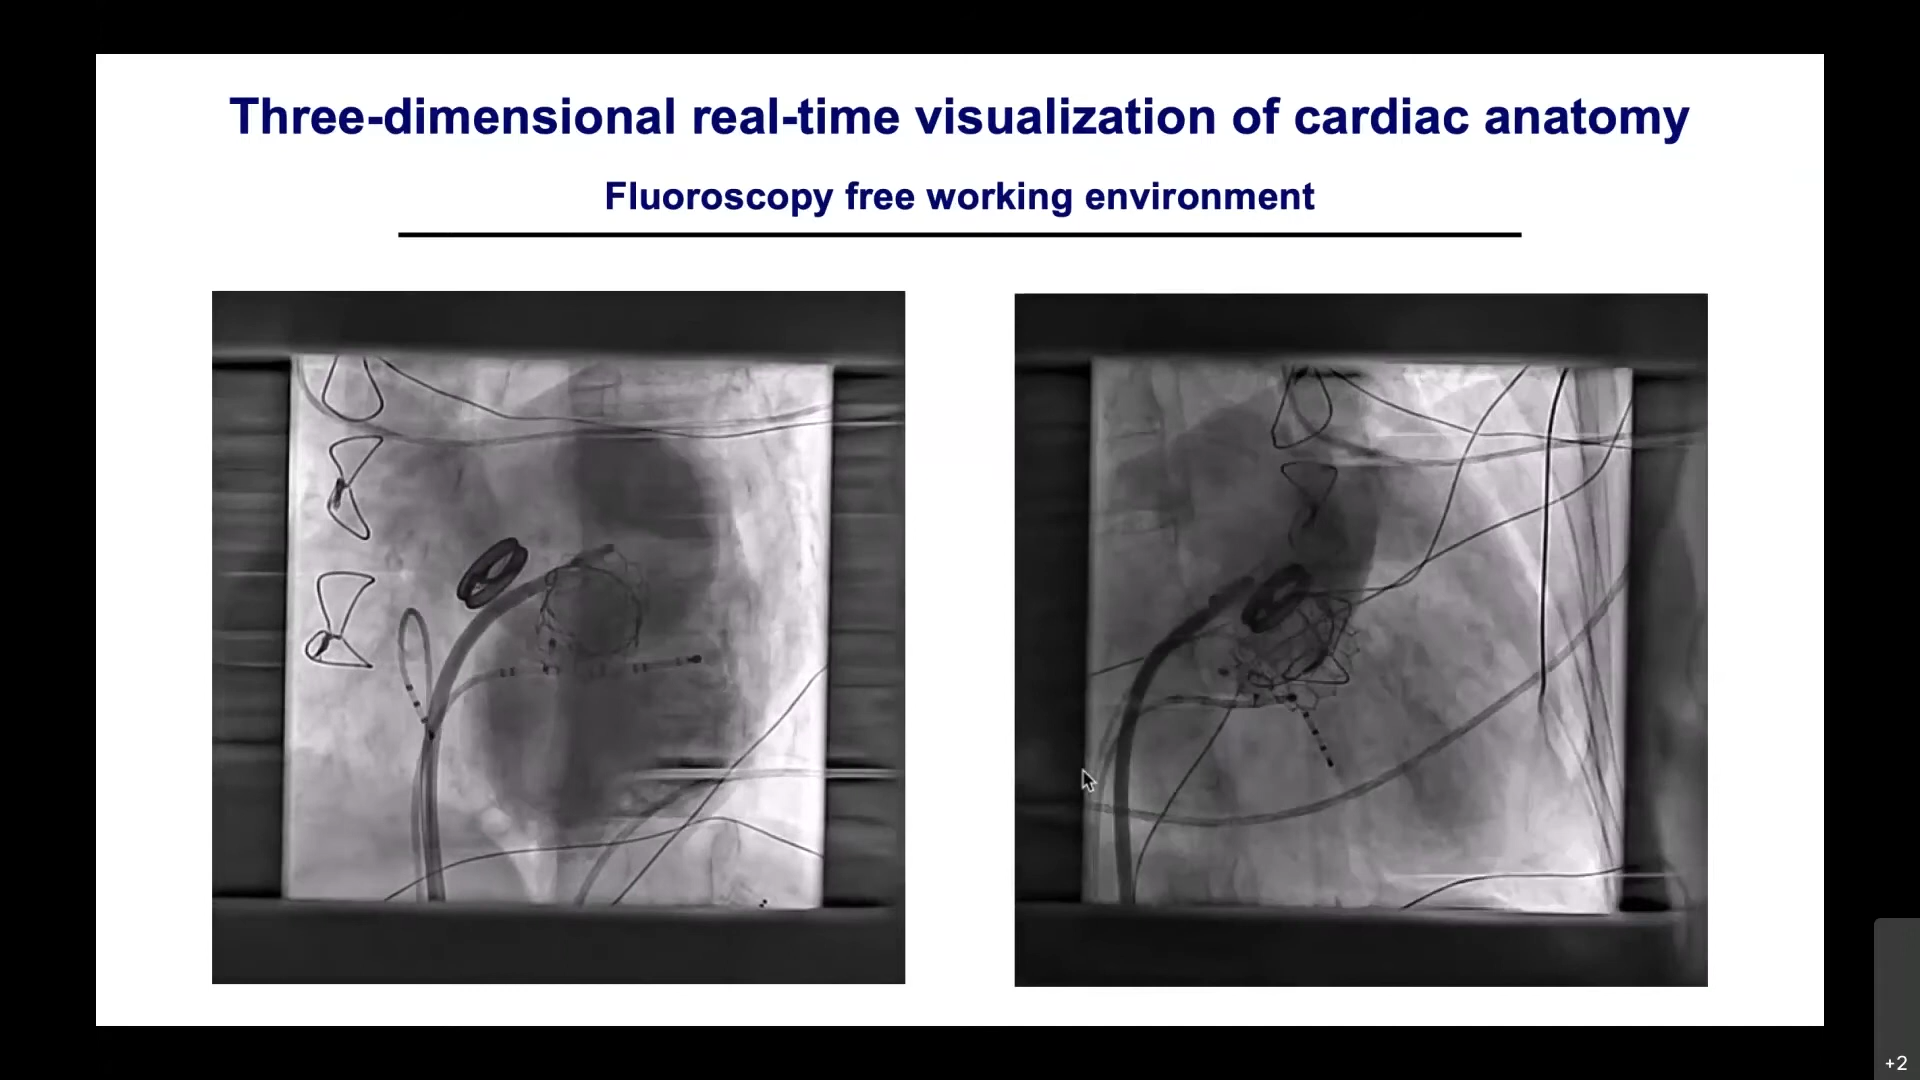 Three-dimensional real-time visualization of cardiac anatomy
Fluoroscopy free working environment
+2